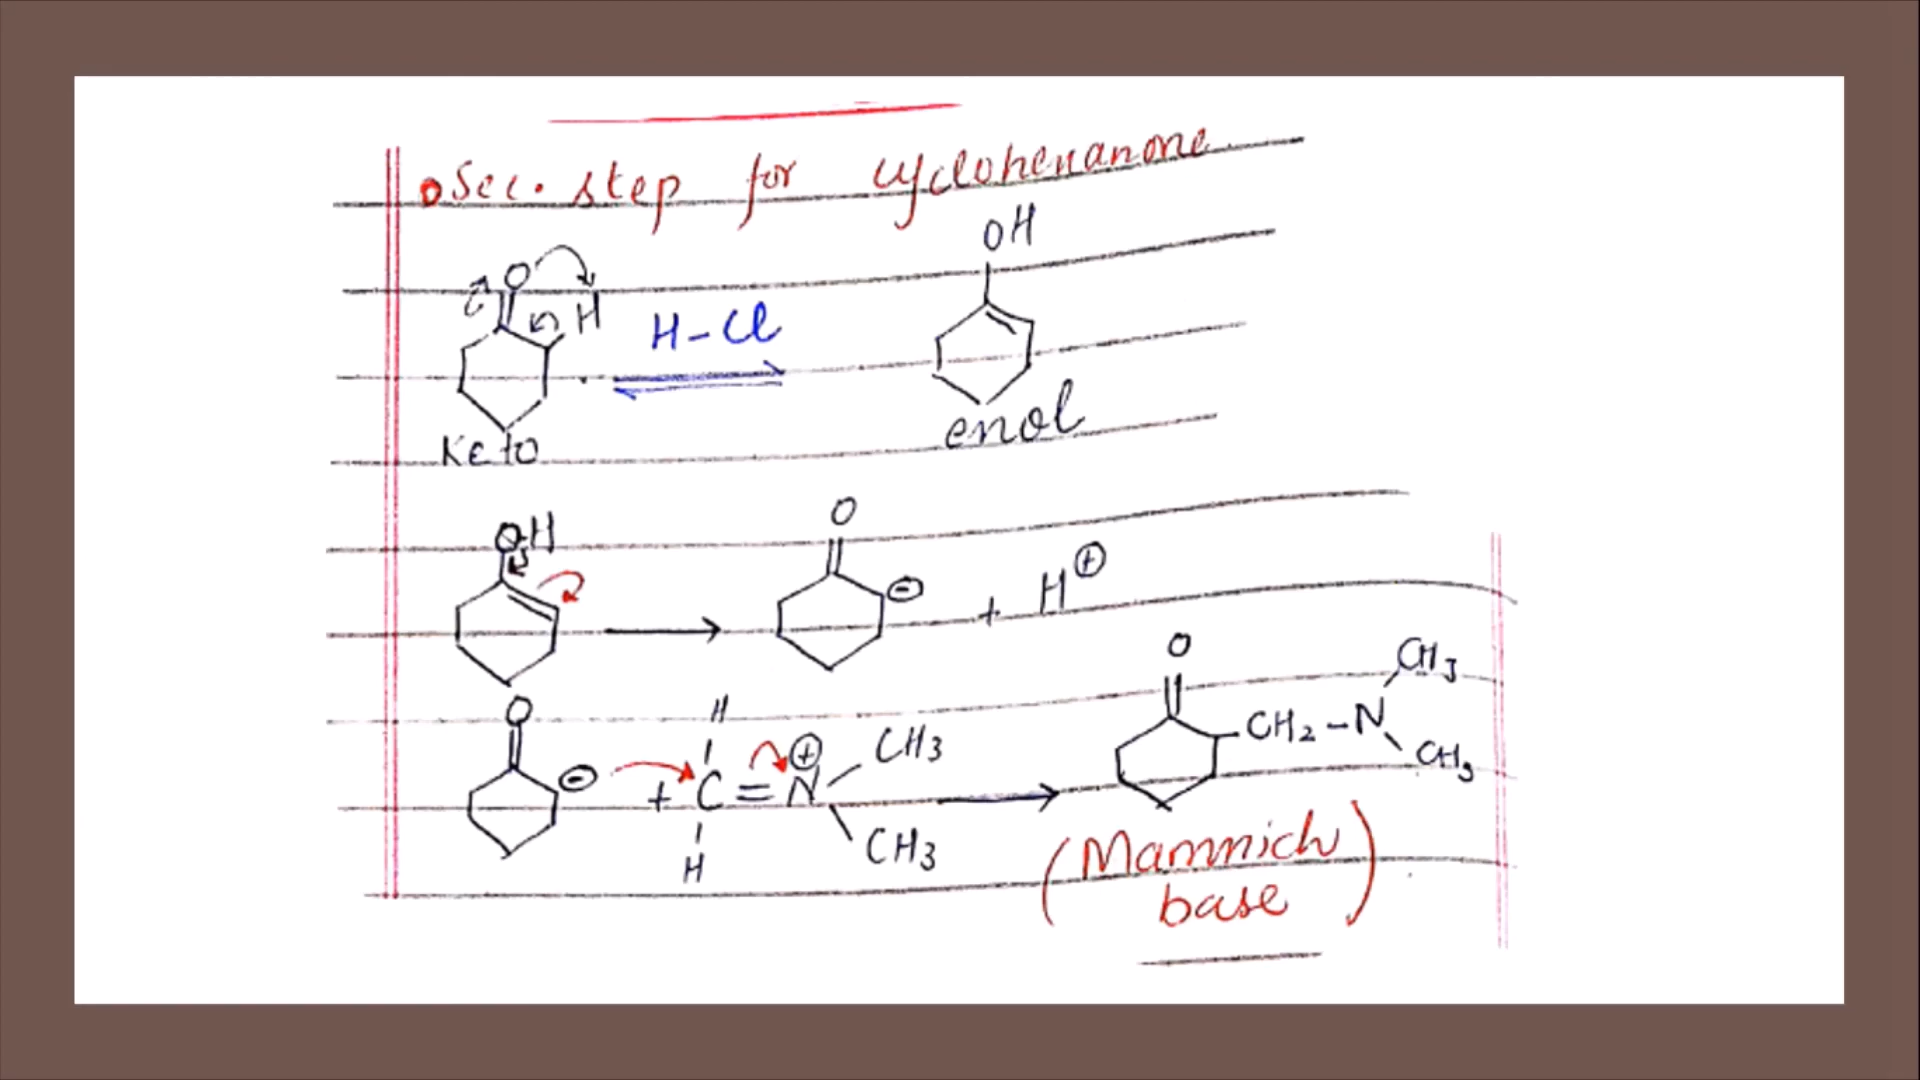 Sec. step for cyclohexanone
OH
O
H
H-Cl
Keto
enol
OH
O
⊖
+ H⊕
O
⊖
+
H
C = N
⊕
CH3
CH3
H
O
CH2-N
CH3
CH3
(Mannich
base)